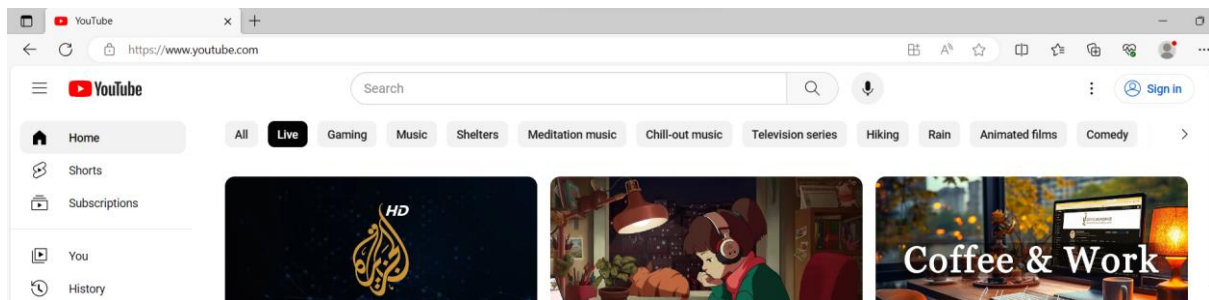 YouTube
https://www.youtube.com
YouTube
Search
Sign in
Home
All Live Gaming Music Shelters Meditation music Chill-out music Television series Hiking Rain Animated films Comedy
Shorts
Subscriptions
HD
الجزيرة
Coffee & Work
You
History